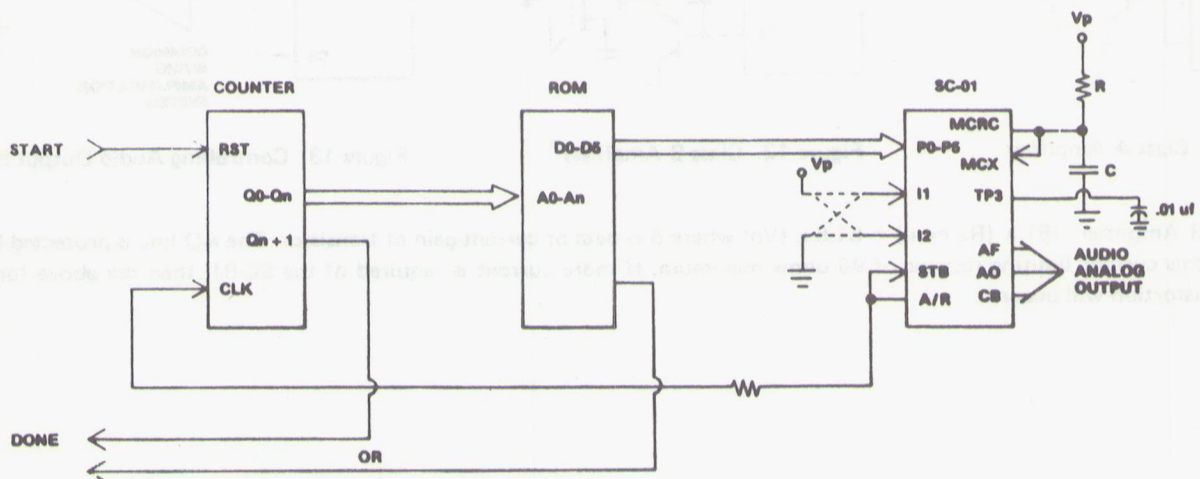 Vp
COUNTER
ROM
SC-01
R
START
RST
D0-D5
P0-P5
MCRC
MCX
C
Vp
Q0-Qn
A0-An
I1
TP3
.01 uf
Qn + 1
I2
AF
AUDIO
CLK
STB
AO
ANALOG
A/R
CB
OUTPUT
DONE
OR